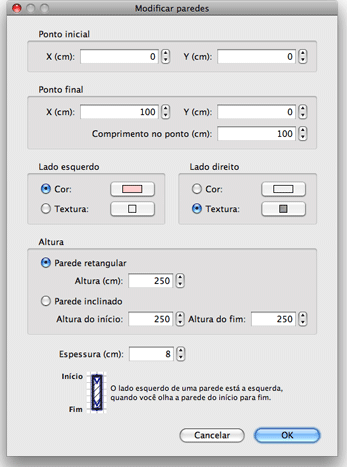 Modificar paredes
Ponto inicial
X (cm): 0 Y (cm): 0
Ponto final
X (cm): 100 Y (cm): 0
Comprimento no ponto (cm): 100
Lado esquerdo Lado direito
Cor: Cor:
Textura: Textura:
Altura
Parede retangular
Altura (cm): 250
Parede inclinado
Altura do início: 250 Altura do fim: 250
Espessura (cm): 8
Início
O lado esquerdo de uma parede está a esquerda,
quando você olha a parede do início para fim.
Fim
Cancelar OK